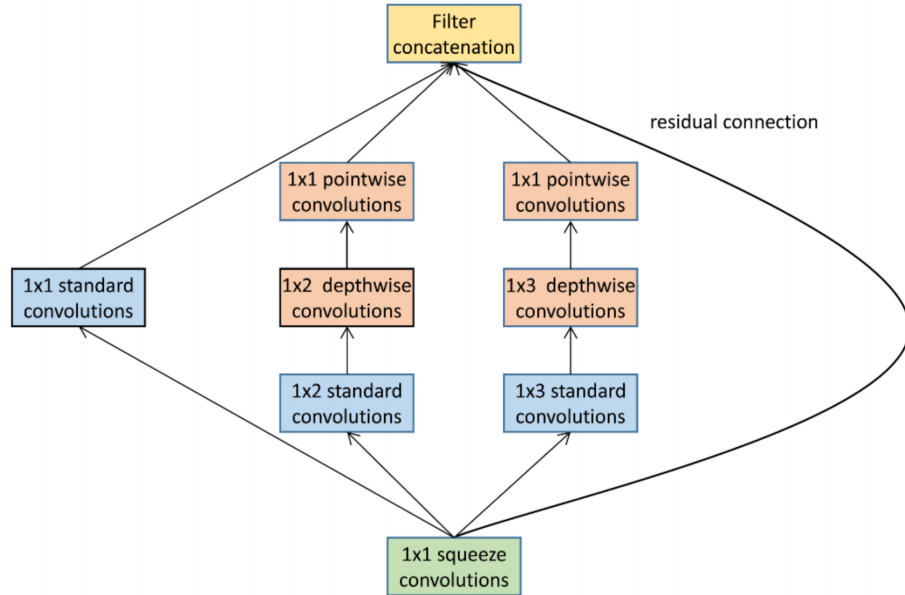 Filter
concatenation
residual connection
1x1 pointwise
convolutions
1x1 pointwise
convolutions
1x1 standard
convolutions
1x2 depthwise
convolutions
1x3 depthwise
convolutions
1x2 standard
convolutions
1x3 standard
convolutions
1x1 squeeze
convolutions